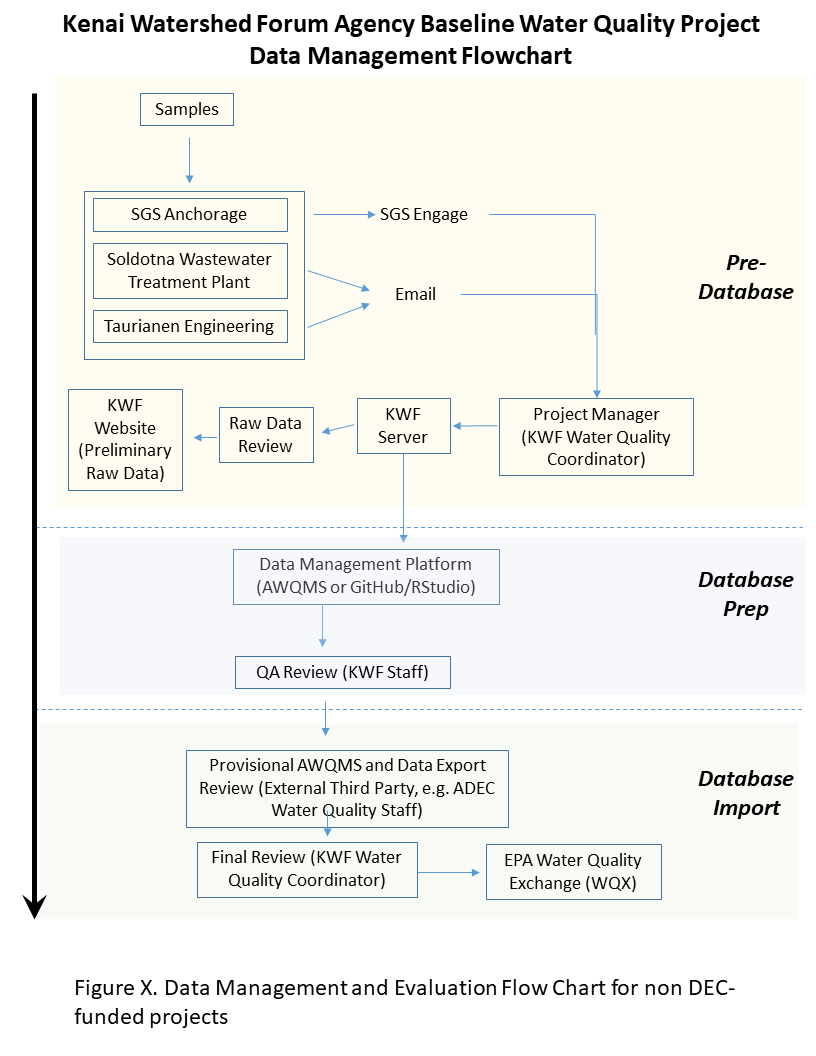 Kenai Watershed Forum Agency Baseline Water Quality Project
Data Management Flowchart
Samples
SGS Anchorage
SGS Engage
Soldotna Wastewater
Treatment Plant
Email
Taurianen Engineering
Pre-
Database
KWF
Website
(Preliminary
Raw Data)
Raw Data
Review
KWF
Server
Project Manager
(KWF Water Quality
Coordinator)
Data Management Platform
(AWQMS or GitHub/RStudio)
Database
Prep
QA Review (KWF Staff)
Provisional AWQMS and Data Export
Review (External Third Party, e.g. ADEC
Water Quality Staff)
Database
Import
Final Review (KWF Water
Quality Coordinator)
EPA Water Quality
Exchange (WQX)
Figure X. Data Management and Evaluation Flow Chart for non DEC-
funded projects